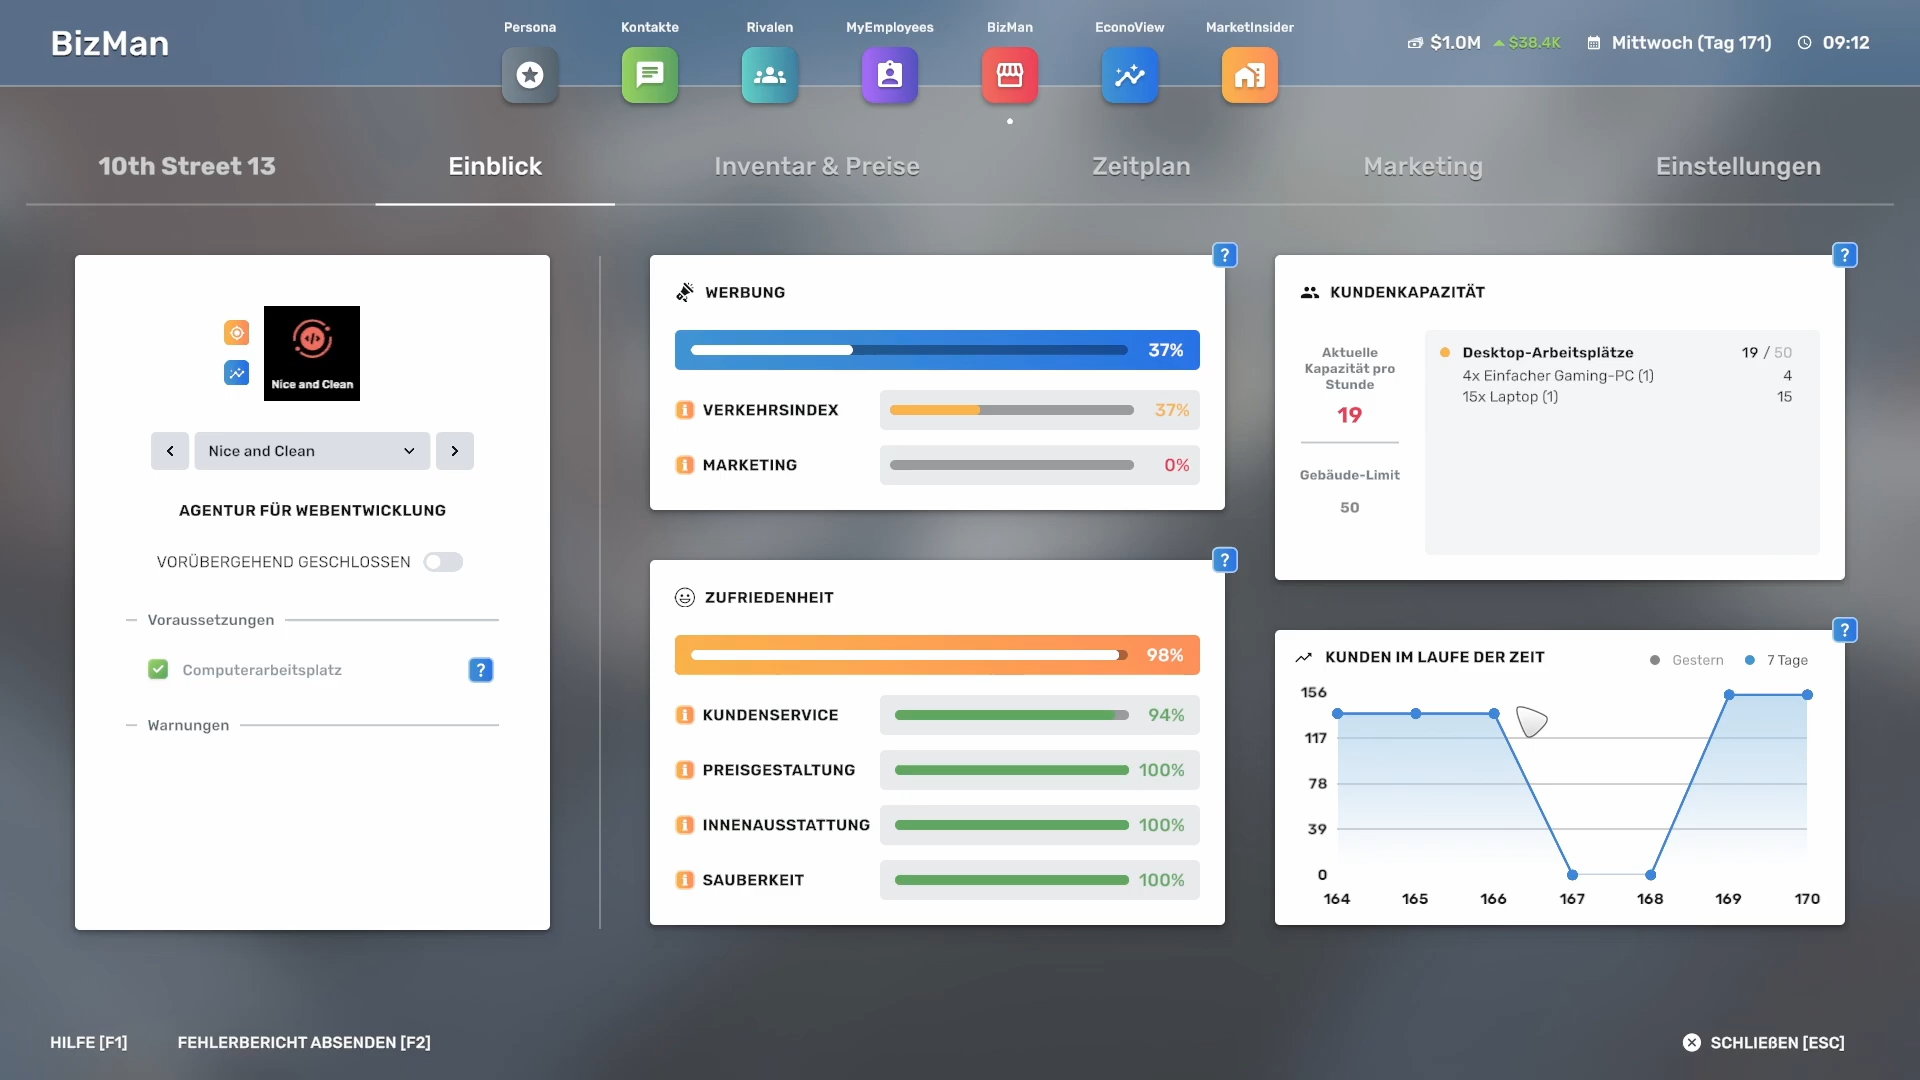 BizMan
Persona
Kontakte
Rivalen
MyEmployees
BizMan
EconoView
MarketInsider
$1.0M
$38.4K
Mittwoch (Tag 171)
09:12
10th Street 13
Einblick
Inventar & Preise
Zeitplan
Marketing
Einstellungen
Nice and Clean
Nice and Clean
AGENTUR FÜR WEBENTWICKLUNG
VORÜBERGEHEND GESCHLOSSEN
Voraussetzungen
Computerarbeitsplatz
?
Warnungen
?
WERBUNG
37%
VERKEHRSINDEX
37%
MARKETING
0%
?
ZUFRIEDENHEIT
98%
KUNDENSERVICE
94%
PREISGESTALTUNG
100%
INNENAUSSTATTUNG
100%
SAUBERKEIT
100%
?
KUNDENKAPAZITÄT
Aktuelle
Kapazität pro
Stunde
19
Gebäude-Limit
50
Desktop-Arbeitsplätze
19 / 50
4x Einfacher Gaming-PC (1)
4
15x Laptop (1)
15
?
KUNDEN IM LAUFE DER ZEIT
Gestern
7 Tage
156
117
78
39
0
164
165
166
167
168
169
170
HILFE [F1]
FEHLERBERICHT ABSENDEN [F2]
SCHLIEßEN [ESC]